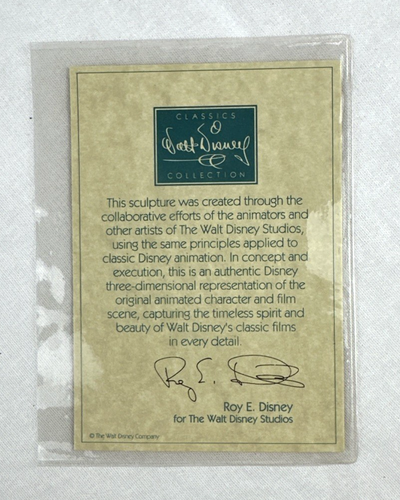 CLASSICS
Walt Disney
COLLECTION
This sculpture was created through the
collaborative efforts of the animators and
other artists of The Walt Disney Studios,
using the same principles applied to
classic Disney animation. In concept and
execution, this is an authentic Disney
three-dimensional representation of the
original animated character and film
scene, capturing the timeless spirit and
beauty of Walt Disney's classic films
in every detail.
Roy E. Disney
Roy E. Disney
for The Walt Disney Studios
© The Walt Disney Company